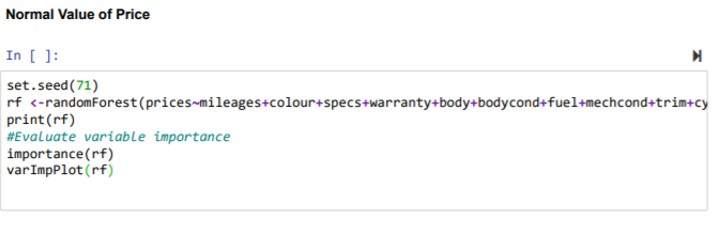 Normal Value of Price
In [ ]:
set.seed(71)
rf <-randomForest(prices~mileages+colour+specs+warranty+body+bodycond+fuel+mechcond+trim+cy
print(rf)
#Evaluate variable importance
importance(rf)
varImpPlot(rf)